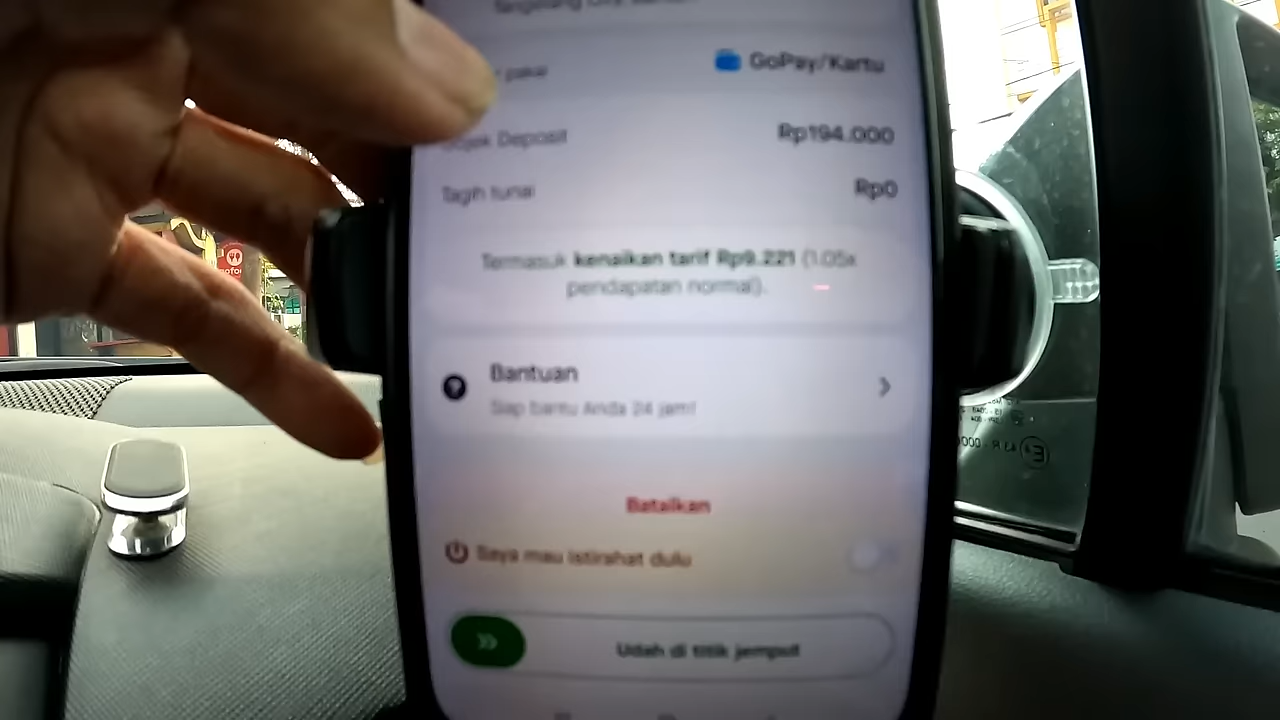 pakai
GoPay/Kartu
Deposit
Rp194.000
Tagih tunai
Rp0
Termasuk kenaikan tarif Rp9.221 (1.05x
pendapatan normal).
Bantuan
Siap bantu Anda 24 jam!
Batalkan
Saya mau istirahat dulu
Udah di titik jemput